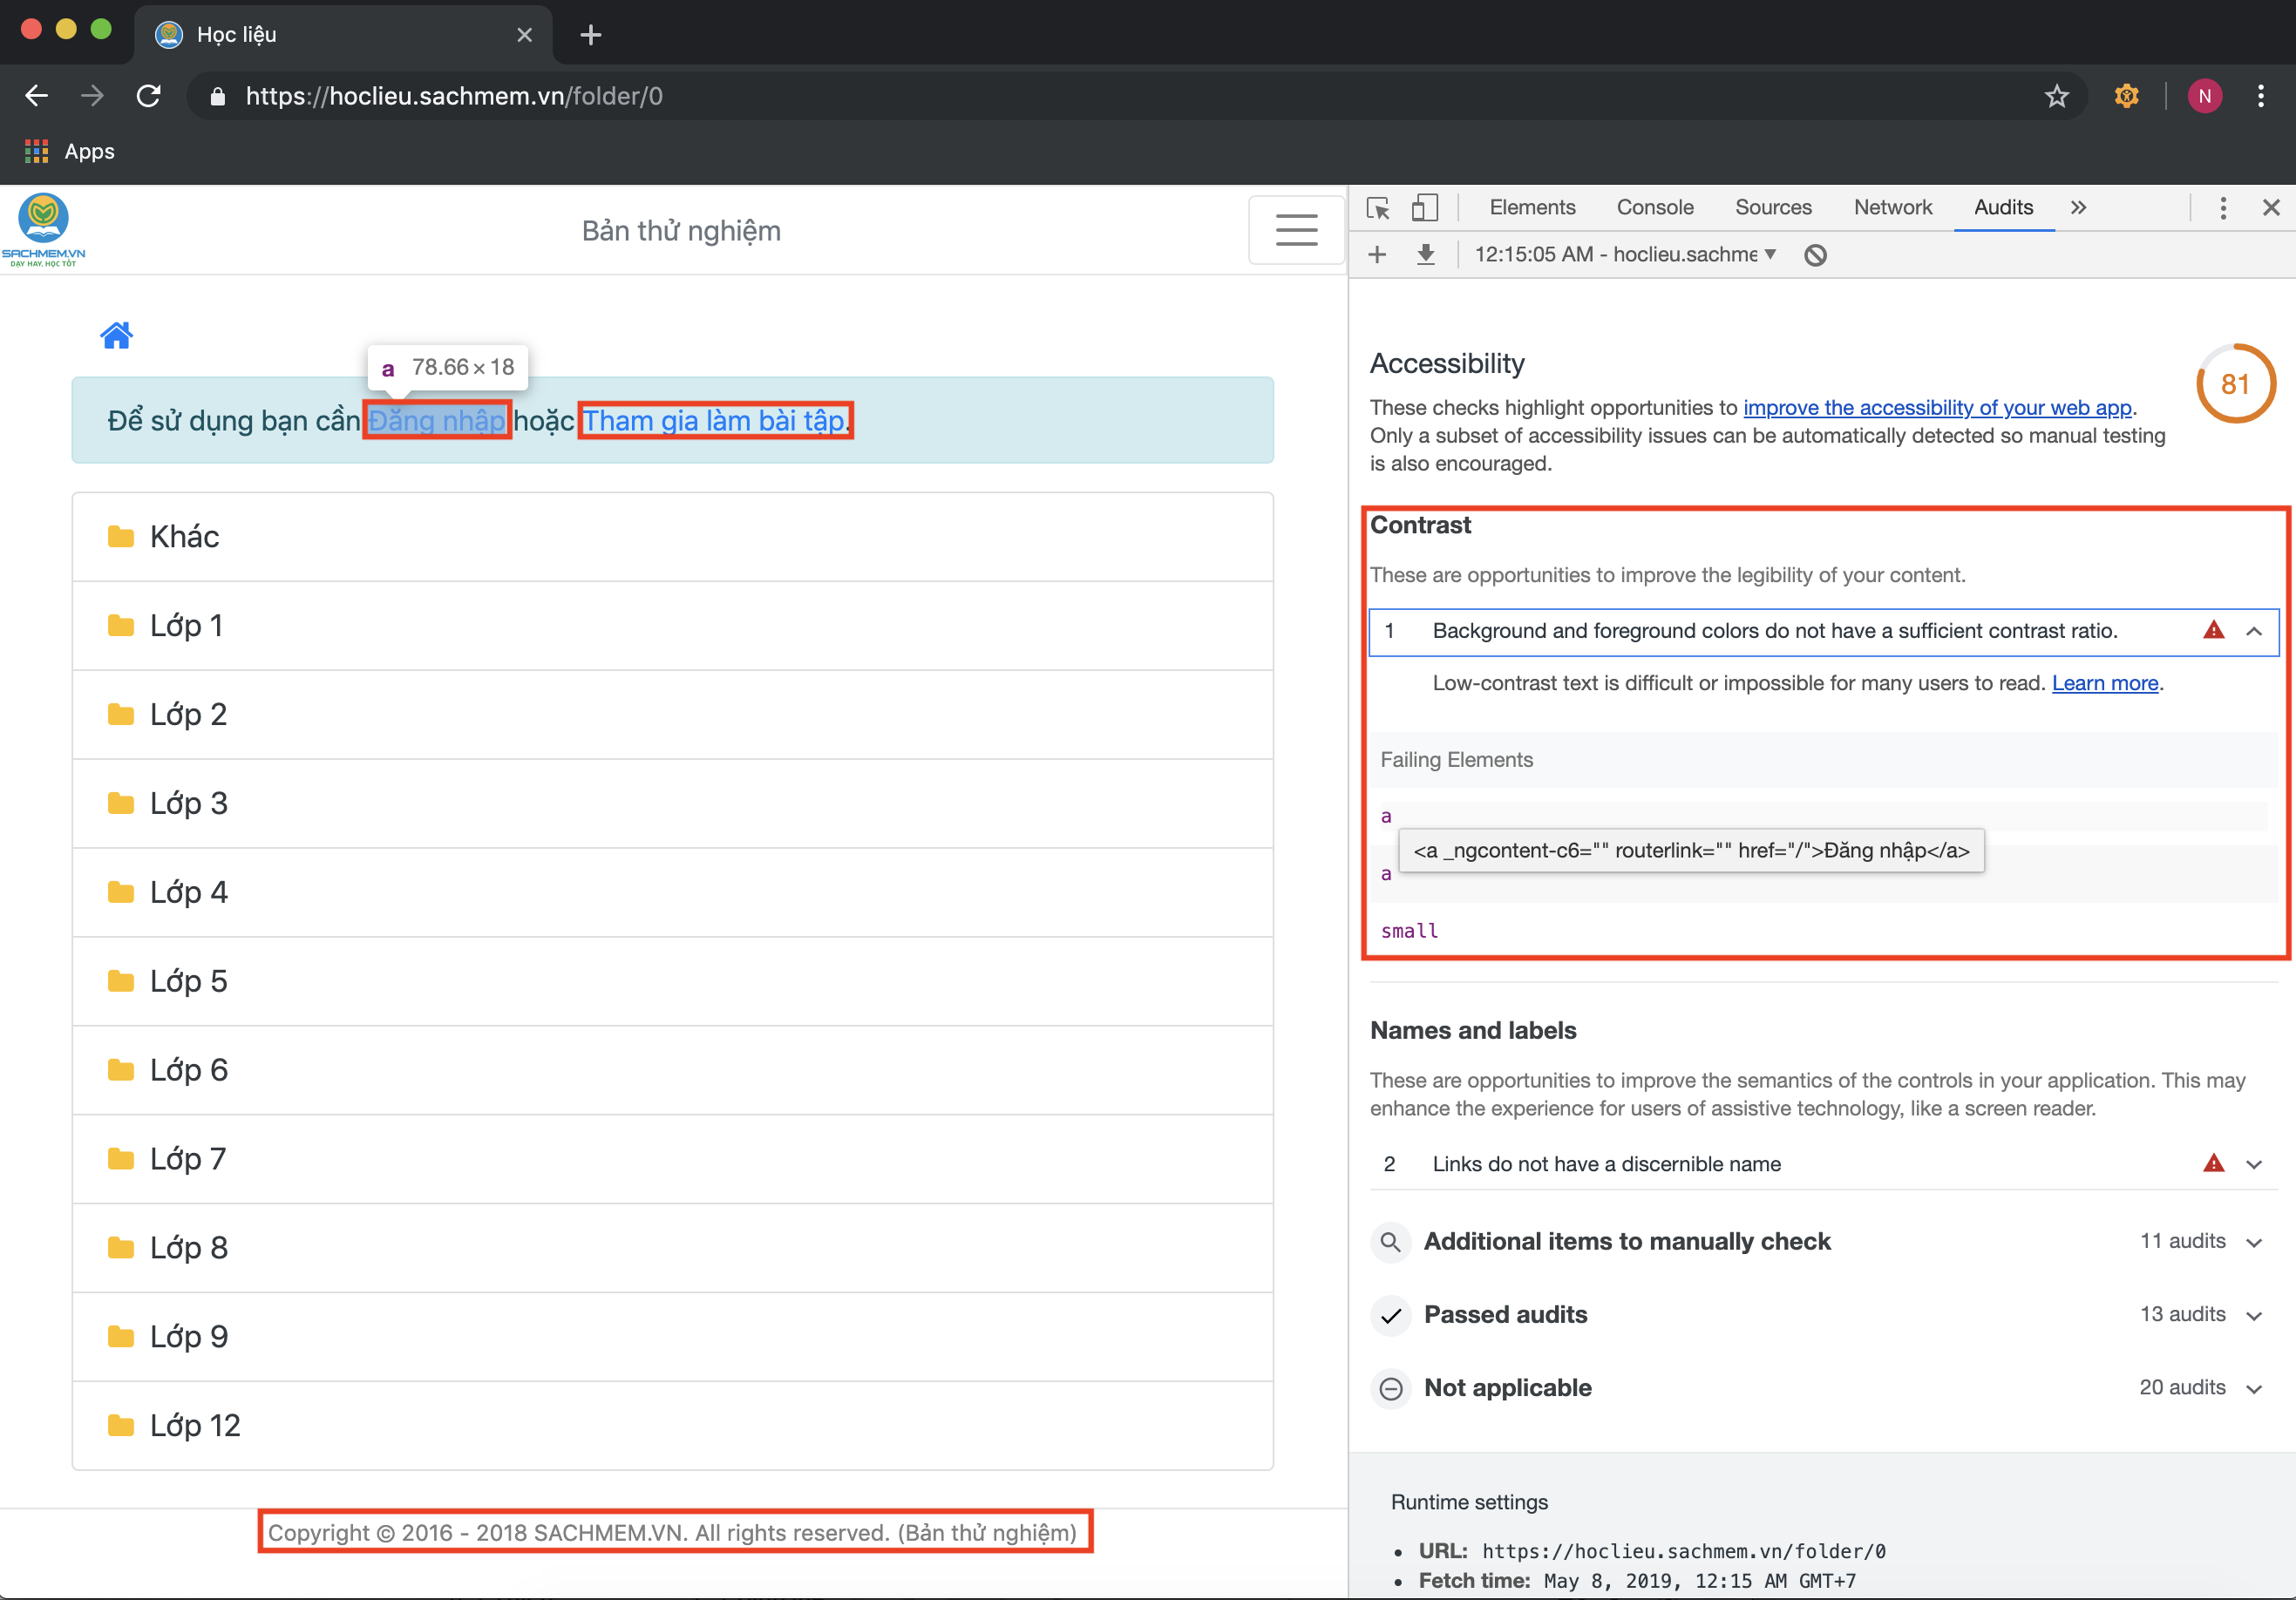 Học liệu
https://hoclieu.sachmem.vn/folder/0
N
Apps
SACHMEM.VN
DẠY HAY, HỌC TỐT
Bản thử nghiệm
a 78.66 × 18
Để sử dụng bạn cần Đăng nhập hoặc Tham gia làm bài tập.
Khác
Lớp 1
Lớp 2
Lớp 3
Lớp 4
Lớp 5
Lớp 6
Lớp 7
Lớp 8
Lớp 9
Lớp 12
Copyright © 2016 - 2018 SACHMEM.VN. All rights reserved. (Bản thử nghiệm)
Elements Console Sources Network Audits »
12:15:05 AM - hoclieu.sachme
Accessibility
81
These checks highlight opportunities to improve the accessibility of your web app.
Only a subset of accessibility issues can be automatically detected so manual testing
is also encouraged.
Contrast
These are opportunities to improve the legibility of your content.
1 Background and foreground colors do not have a sufficient contrast ratio.
Low-contrast text is difficult or impossible for many users to read. Learn more.
Failing Elements
a
<a _ngcontent-c6="" routerlink="" href="/">Đăng nhập</a>
a
small
Names and labels
These are opportunities to improve the semantics of the controls in your application. This may
enhance the experience for users of assistive technology, like a screen reader.
2 Links do not have a discernible name
Additional items to manually check 11 audits
Passed audits 13 audits
Not applicable 20 audits
Runtime settings
• URL: https://hoclieu.sachmem.vn/folder/0
• Fetch time: May 8, 2019, 12:15 AM GMT+7